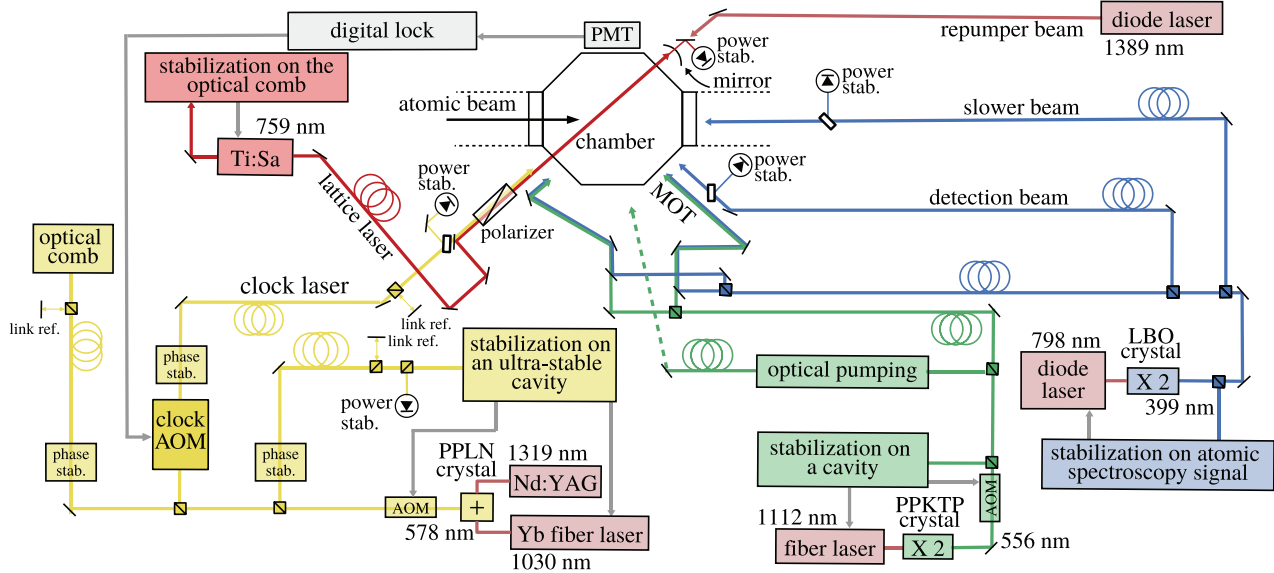 digital lock
PMT
diode laser
repumper beam
1389 nm
power
stab.
mirror
stabilization on the
optical comb
atomic beam
chamber
power
stab.
slower beam
759 nm
Ti:Sa
lattice laser
power
stab.
polarizer
MOT
power
stab.
detection beam
optical
comb
link ref.
clock laser
link ref.
link ref.
phase
stab.
clock
AOM
phase
stab.
phase
stab.
power
stab.
stabilization on
an ultra-stable
cavity
AOM
PPLN
crystal
+
578 nm
1319 nm
Nd:YAG
Yb fiber laser
1030 nm
optical pumping
stabilization on
a cavity
AOM
1112 nm
fiber laser
PPKTP
crystal
X 2
556 nm
798 nm
diode
laser
LBO
crystal
X 2
399 nm
stabilization on atomic
spectroscopy signal